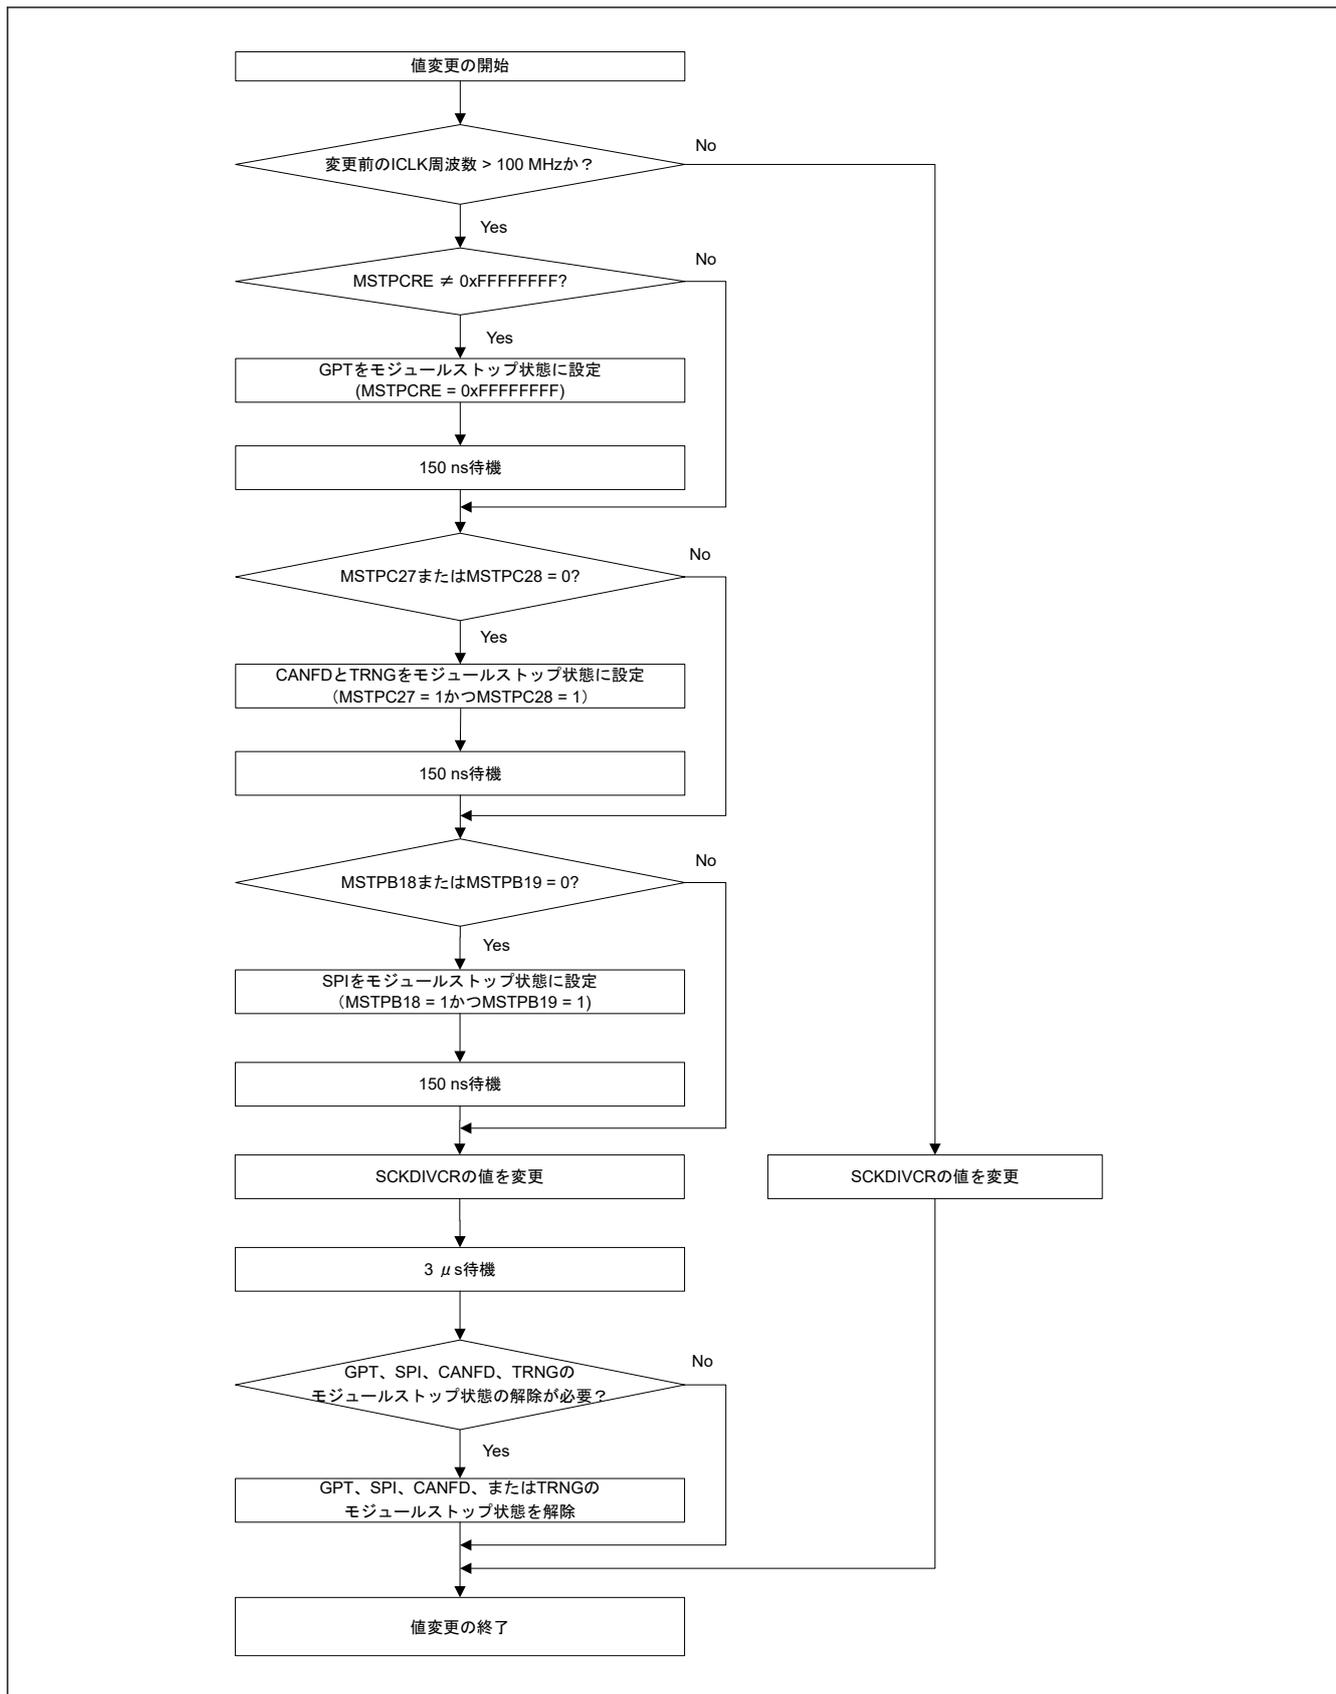 値変更の開始
変更前のICLK周波数 > 100 MHzか？
No
Yes
MSTPCRE ≠ 0xFFFFFFFF?
No
Yes
GPTをモジュールストップ状態に設定
(MSTPCRE = 0xFFFFFFFF)
150 ns待機
MSTPC27またはMSTPC28 = 0?
No
Yes
CANFDとTRNGをモジュールストップ状態に設定
（MSTPC27 = 1かつMSTPC28 = 1）
150 ns待機
MSTPB18またはMSTPB19 = 0?
No
Yes
SPIをモジュールストップ状態に設定
（MSTPB18 = 1かつMSTPB19 = 1)
150 ns待機
SCKDIVCRの値を変更
SCKDIVCRの値を変更
3 μs待機
GPT、SPI、CANFD、TRNGの
モジュールストップ状態の解除が必要？
No
Yes
GPT、SPI、CANFD、またはTRNGの
モジュールストップ状態を解除
値変更の終了